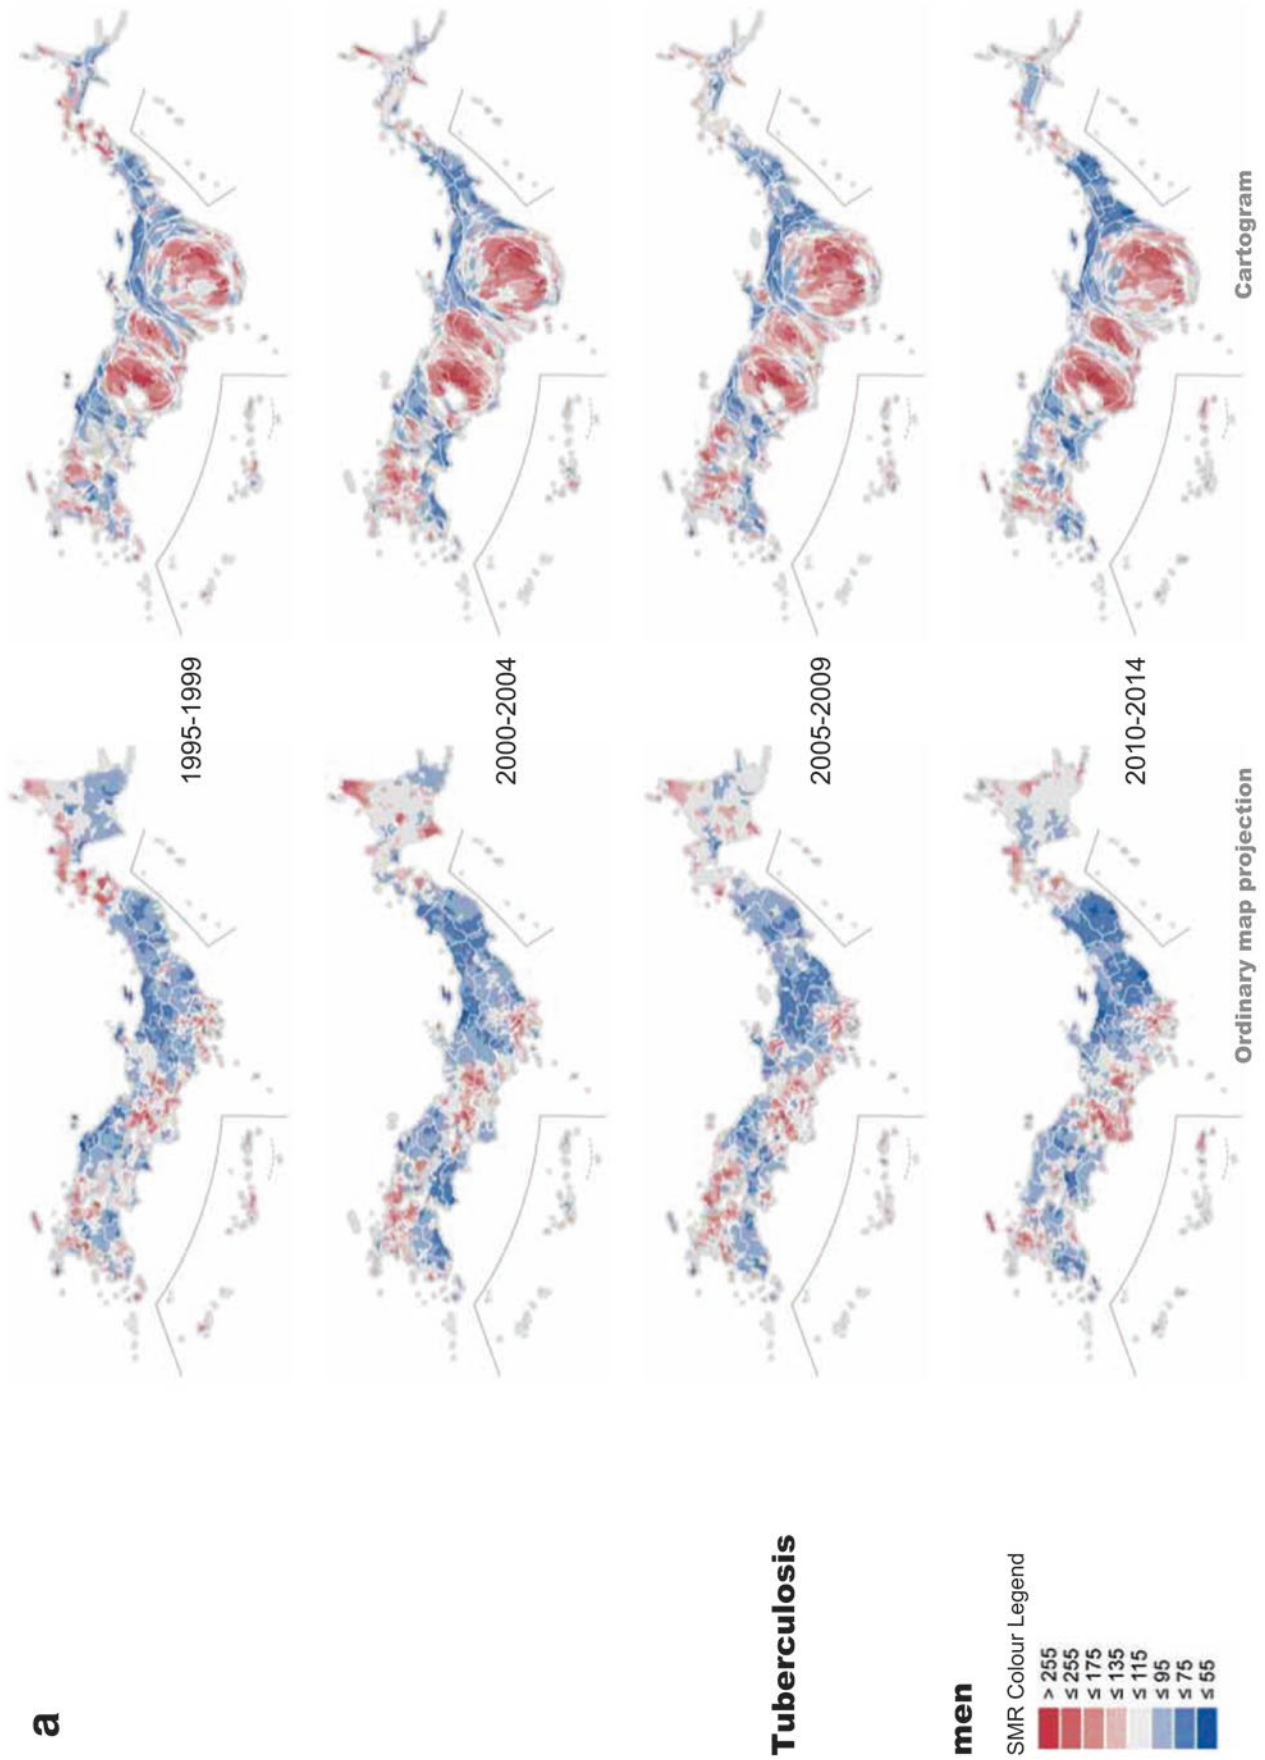 a
Tuberculosis
men
SMR Colour Legend
> 255
≤ 255
≤ 175
≤ 135
≤ 115
≤ 95
≤ 75
≤ 55
1995-1999
2000-2004
2005-2009
2010-2014
Ordinary map projection
Cartogram